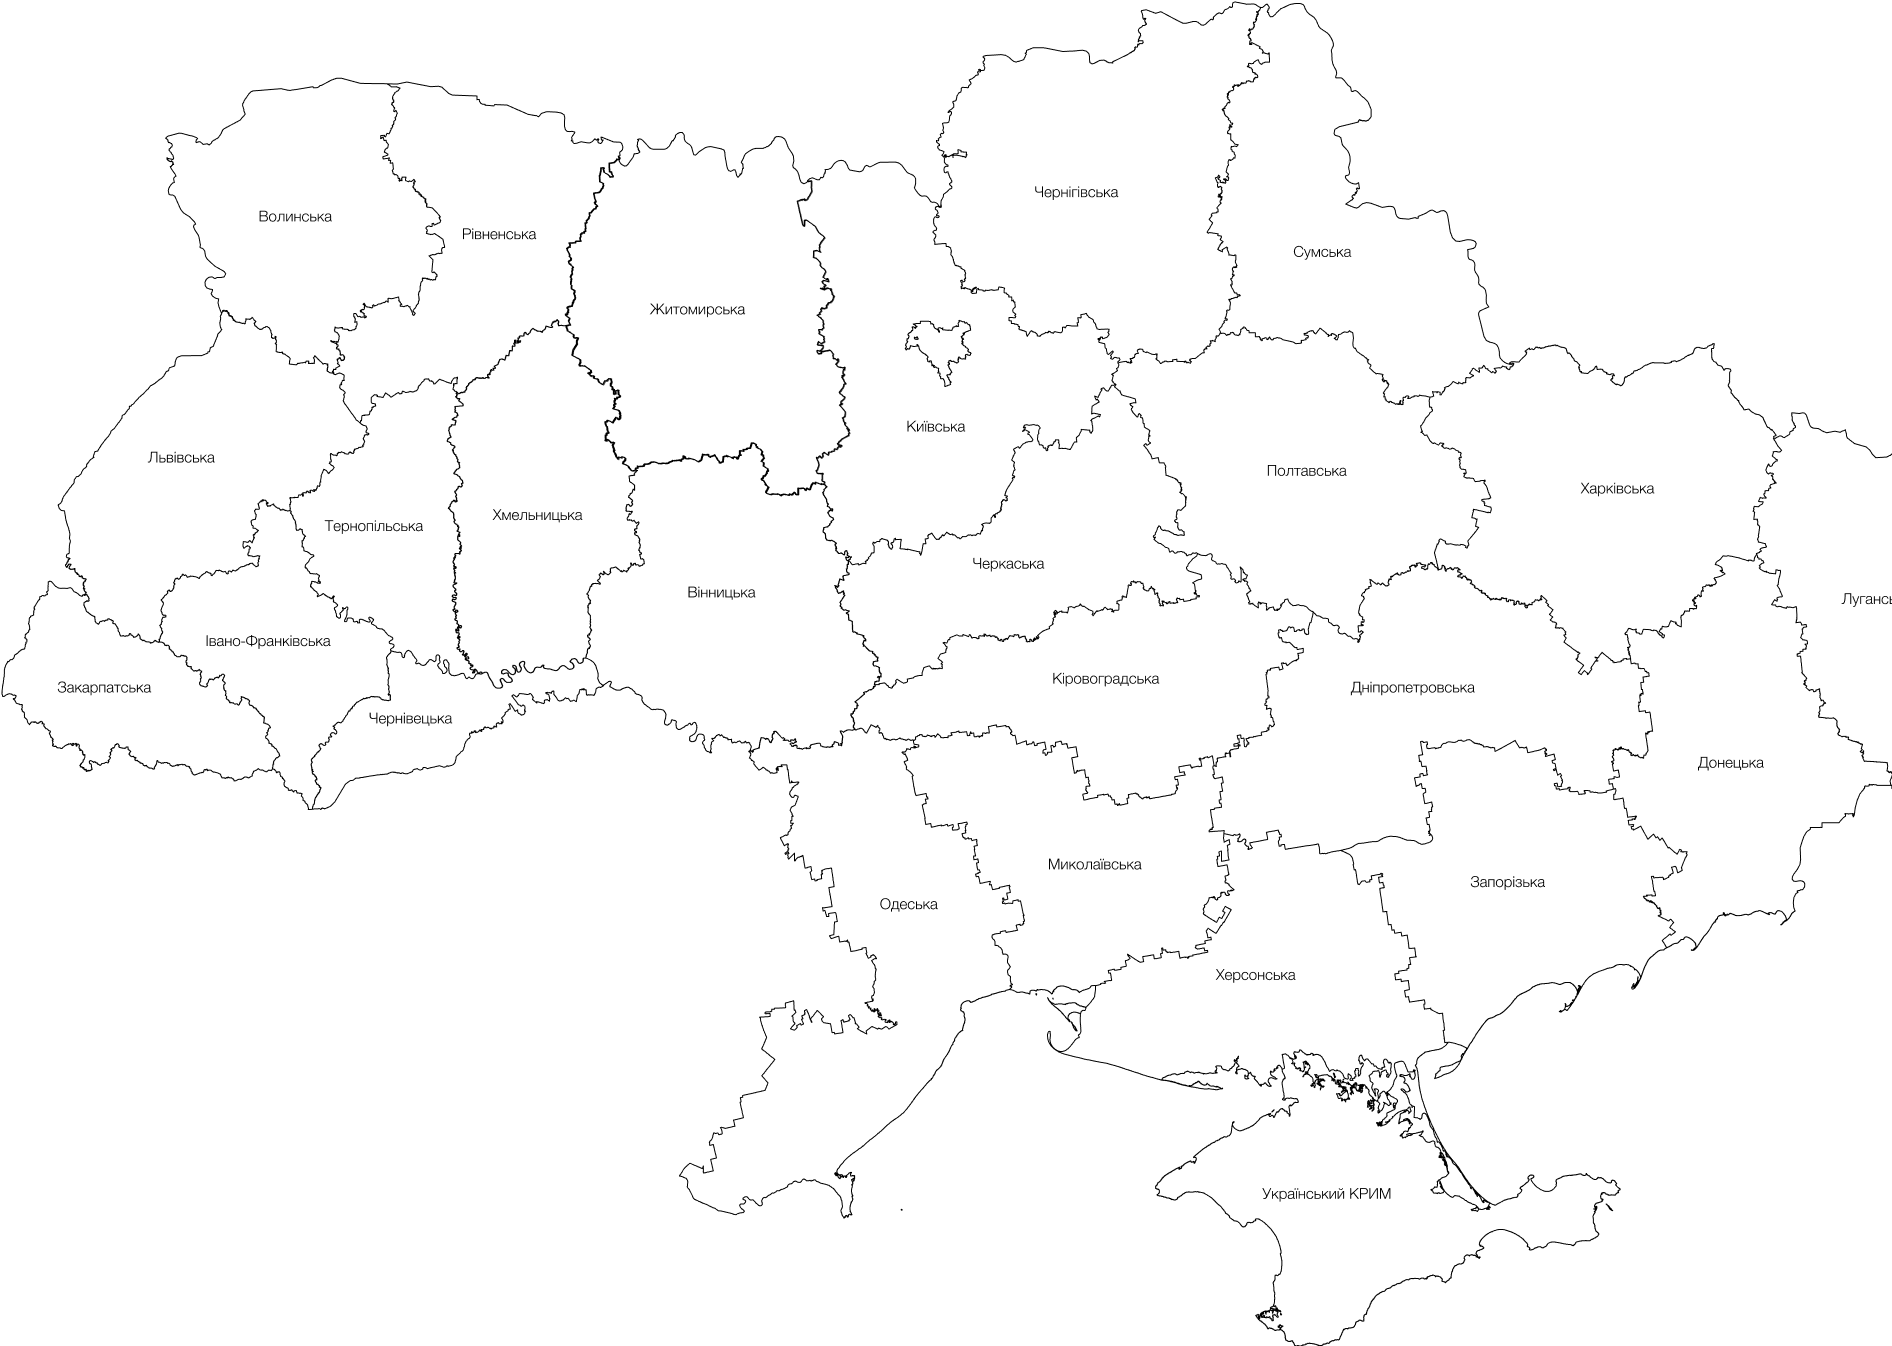 Чернігівська
Волинська
Рівненська
Сумська
Житомирська
Київська
Львівська
Полтавська
Харківська
Тернопільська
Хмельницька
Черкаська
Вінницька
Лугансь
Івано-Франківська
Кіровоградська
Закарпатська
Дніпропетровська
Чернівецька
Донецька
Миколаївська
Запорізька
Одеська
Херсонська
Український КРИМ